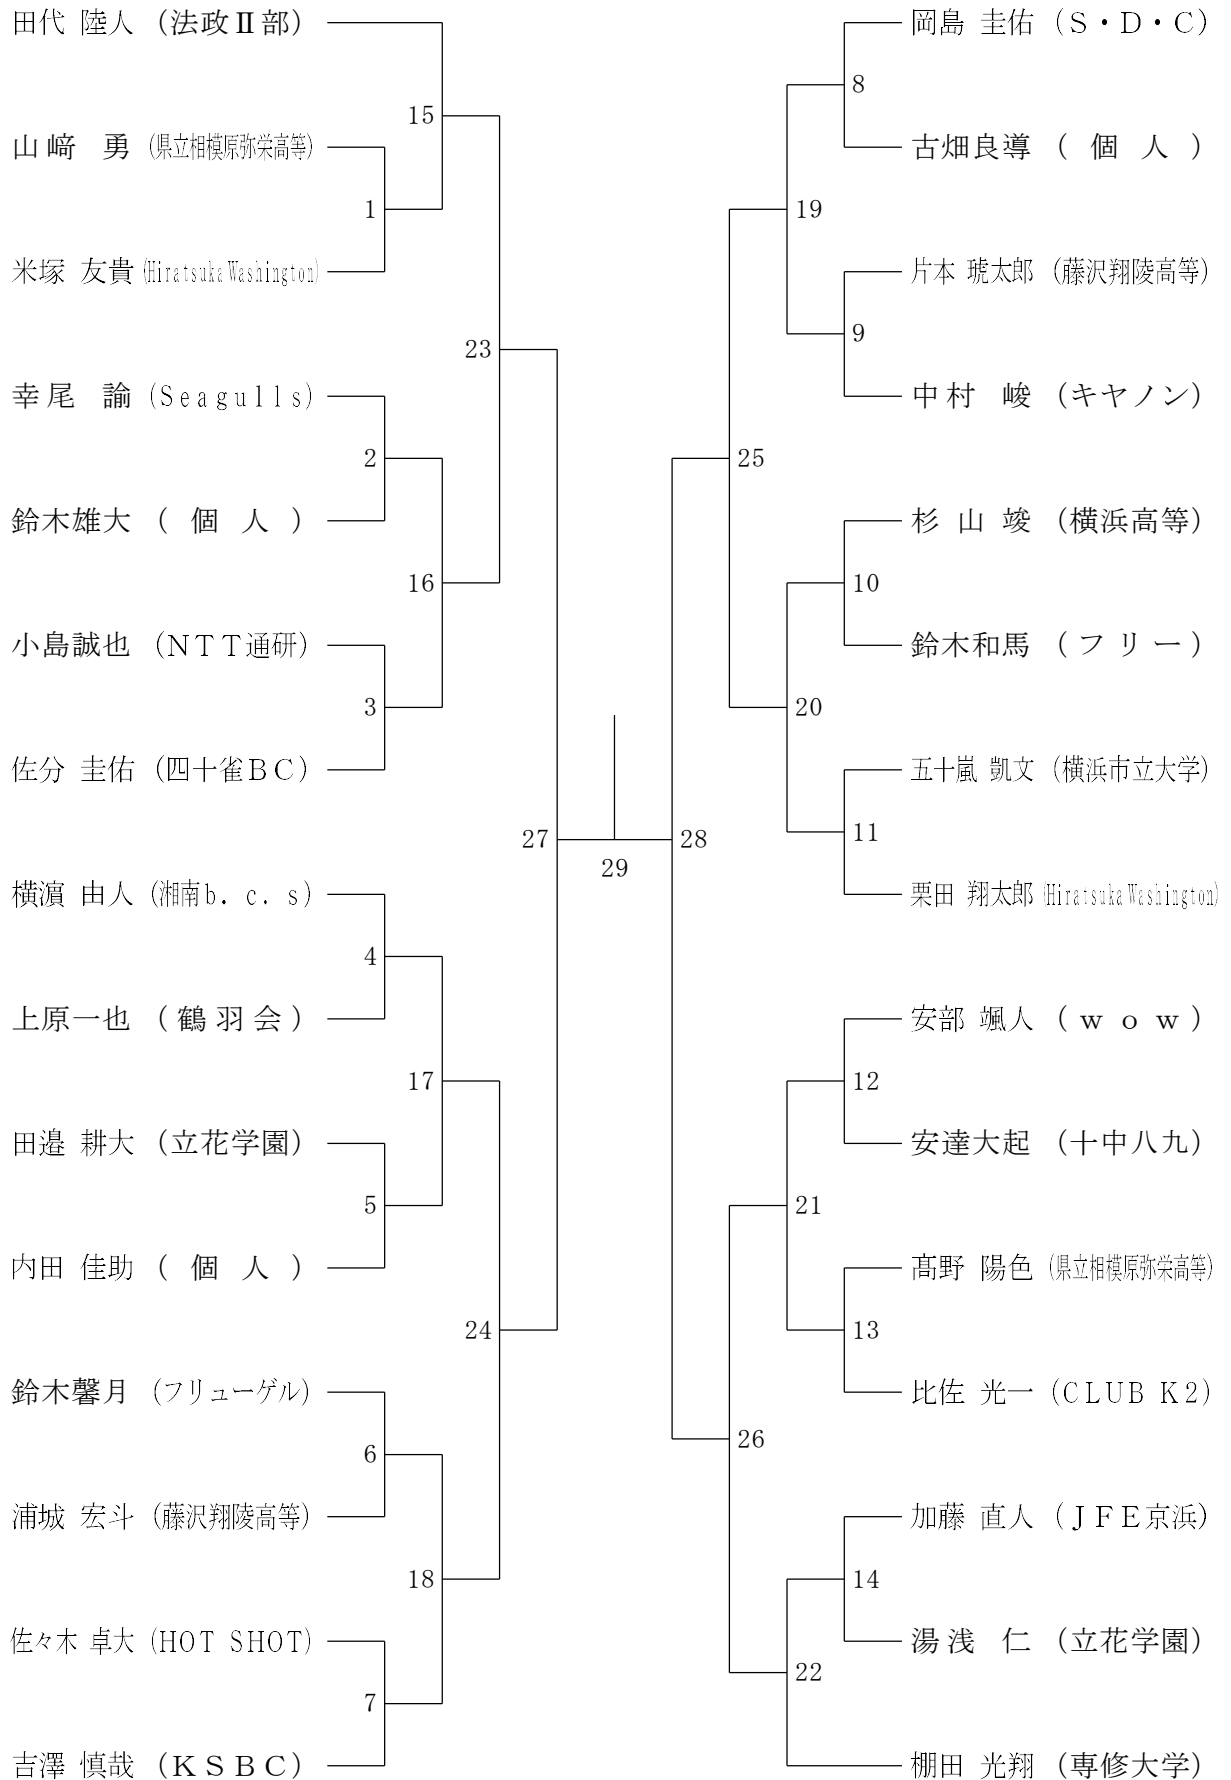 田代 陸人 (法政Ⅱ部)
15
山﨑 勇 (県立相模原弥栄高等)
1
米塚 友貴 (Hiratsuka Washington)
23
幸尾 諭 (Seagulls)
2
鈴木雄大 (個人)
16
小島誠也 (NTT通研)
3
佐分 圭佑 (四十雀BC)
27
横濵 由人 (湘南b.c.s)
4
上原一也 (鶴羽会)
17
田邉 耕大 (立花学園)
5
内田 佳助 (個人)
24
鈴木馨月 (フリューゲル)
6
浦城 宏斗 (藤沢翔陵高等)
18
佐々木 卓大 (HOT SHOT)
7
吉澤 慎哉 (KSBC)
29
岡島 圭佑 (S・D・C)
8
古畑良導 (個人)
19
片本 琥太郎 (藤沢翔陵高等)
9
中村 峻 (キヤノン)
25
杉山 竣 (横浜高等)
10
鈴木和馬 (フリー)
20
五十嵐 凱文 (横浜市立大学)
11
28
栗田 翔太郎 (Hiratsuka Washington)
安部 颯人 (wow)
12
安達大起 (十中八九)
21
髙野 陽色 (県立相模原弥栄高等)
13
比佐 光一 (CLUB K2)
26
加藤 直人 (JFE京浜)
14
湯浅 仁 (立花学園)
22
棚田 光翔 (専修大学)